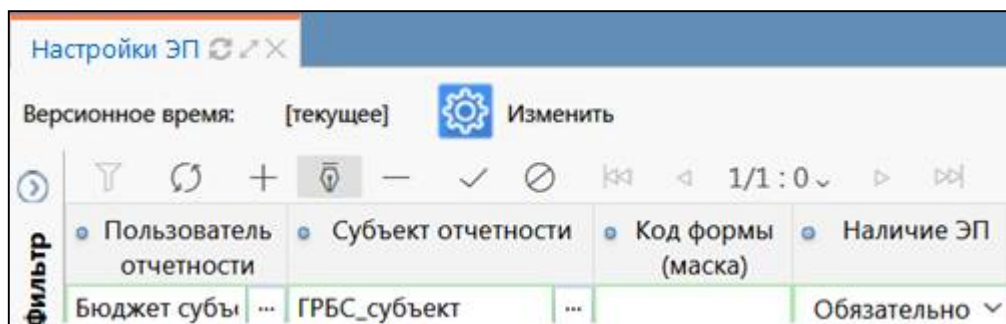 Настройки ЭП
Версионное время: [текущее] Изменить
1/1 : 0
Фильтр
Пользователь отчетности
Субъект отчетности
Код формы (маска)
Наличие ЭП
Бюджет субъ ... ГРБС_субъект ... Обязательно